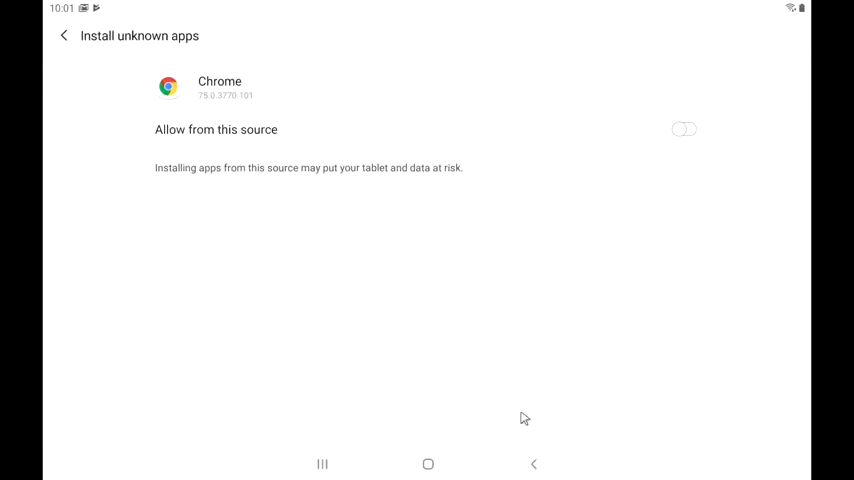 10:01
Install unknown apps
Chrome
75.0.3770.101
Allow from this source
Installing apps from this source may put your tablet and data at risk.